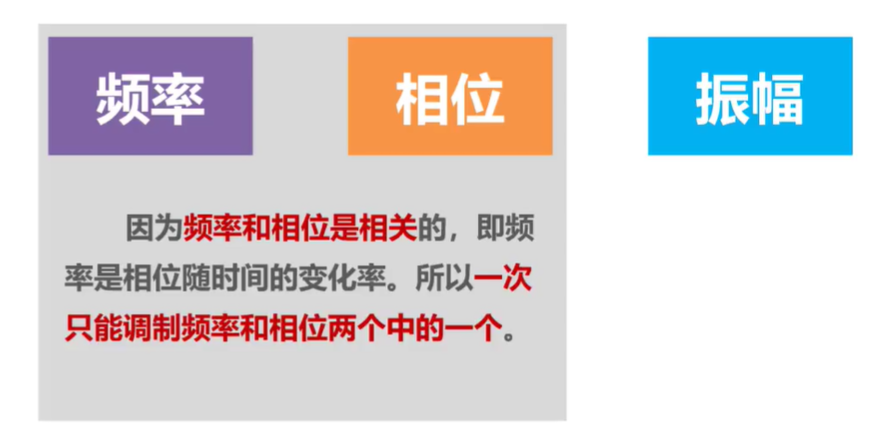 频率
相位
振幅
因为频率和相位是相关的，即频
率是相位随时间的变化率。所以一次
只能调制频率和相位两个中的一个。